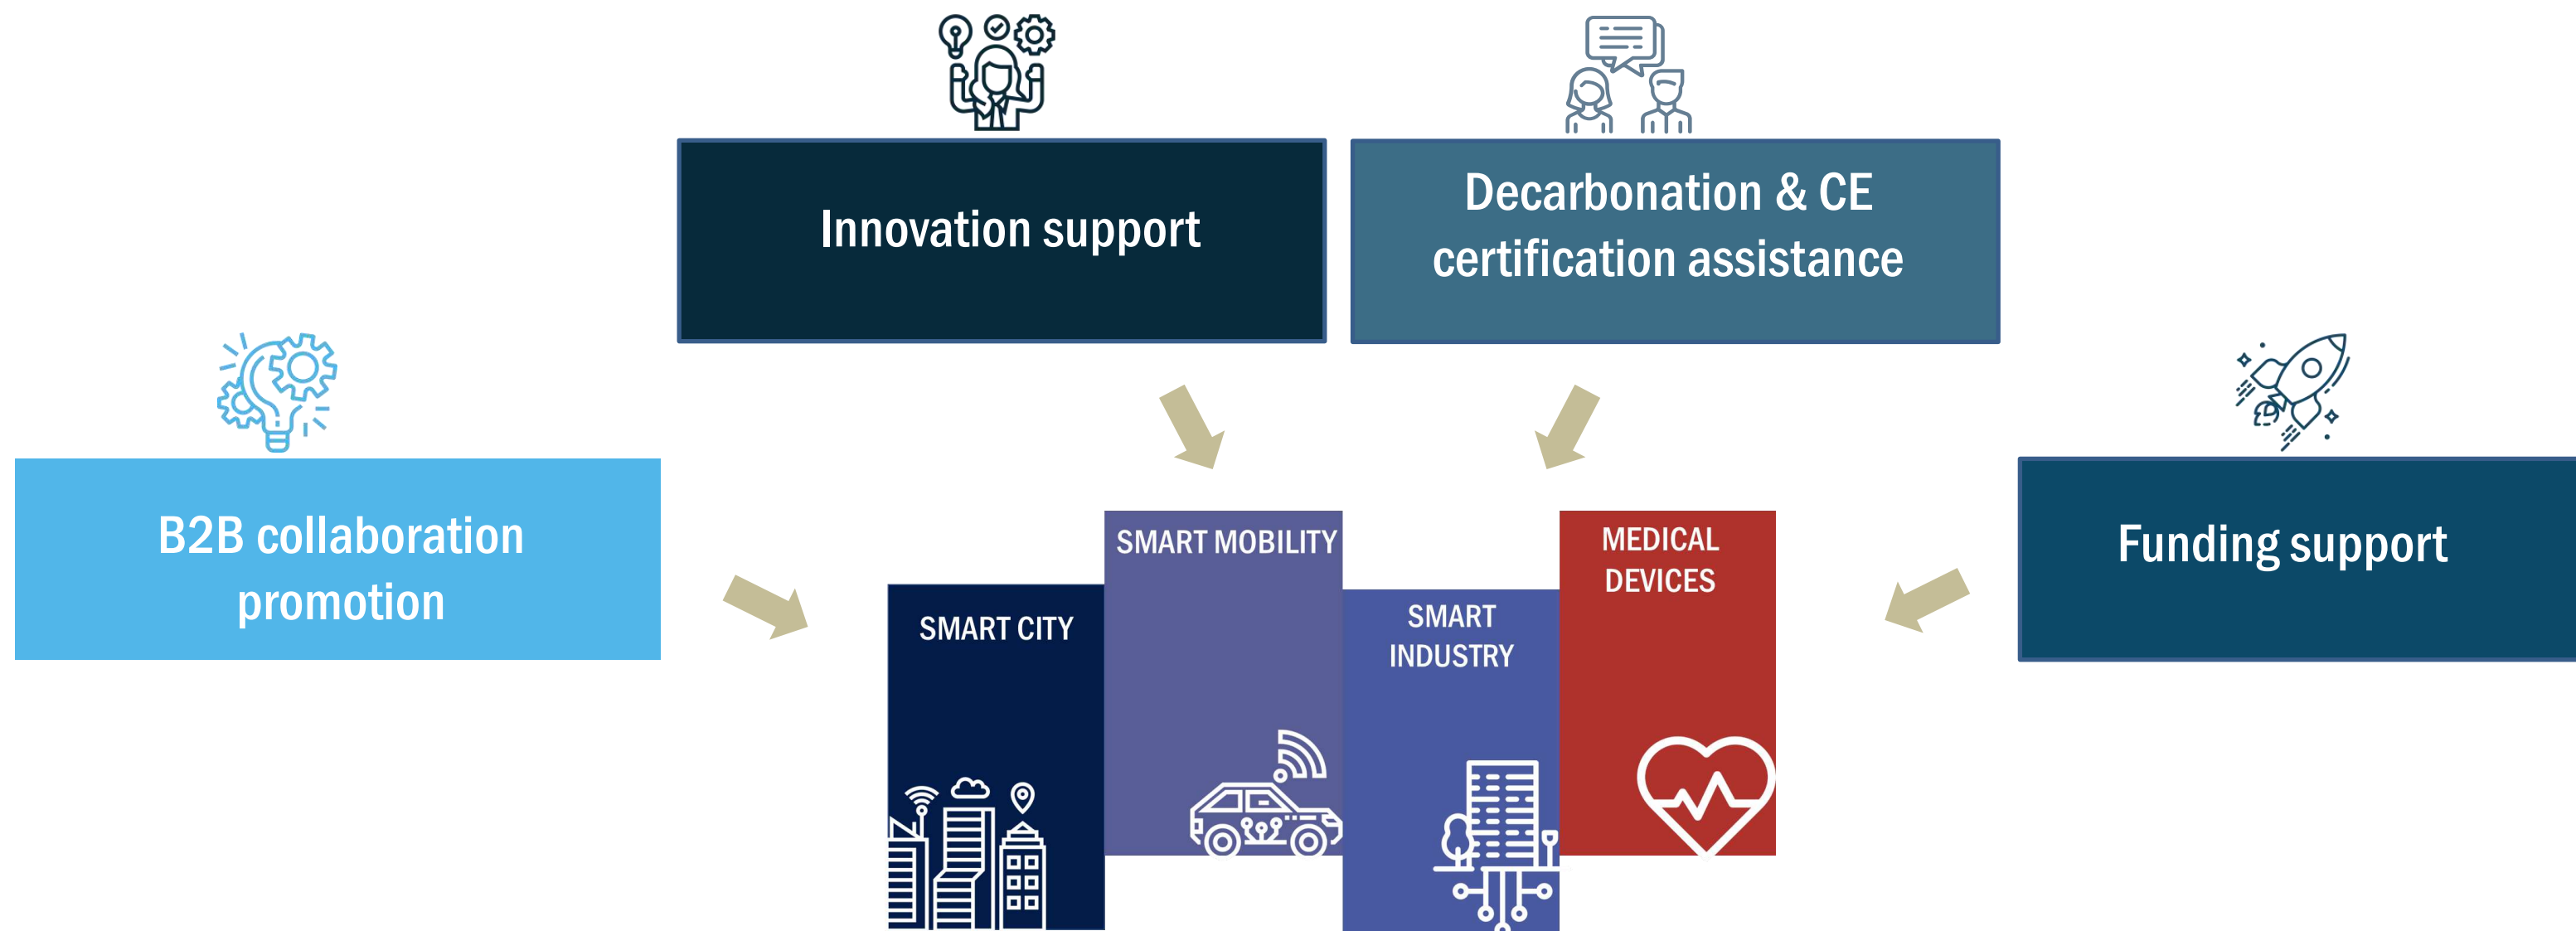 Innovation support
Decarbonation & CE
certification assistance
B2B collaboration
promotion
Funding support
SMART CITY
SMART MOBILITY
SMART
INDUSTRY
MEDICAL
DEVICES